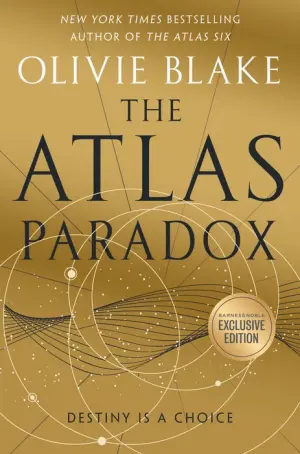 NEW YORK TIMES BESTSELLING
AUTHOR OF THE ATLAS SIX
OLIVIE BLAKE
THE
ATLAS
PARADOX
BARNES & NOBLE
EXCLUSIVE
EDITION
DESTINY IS A CHOICE